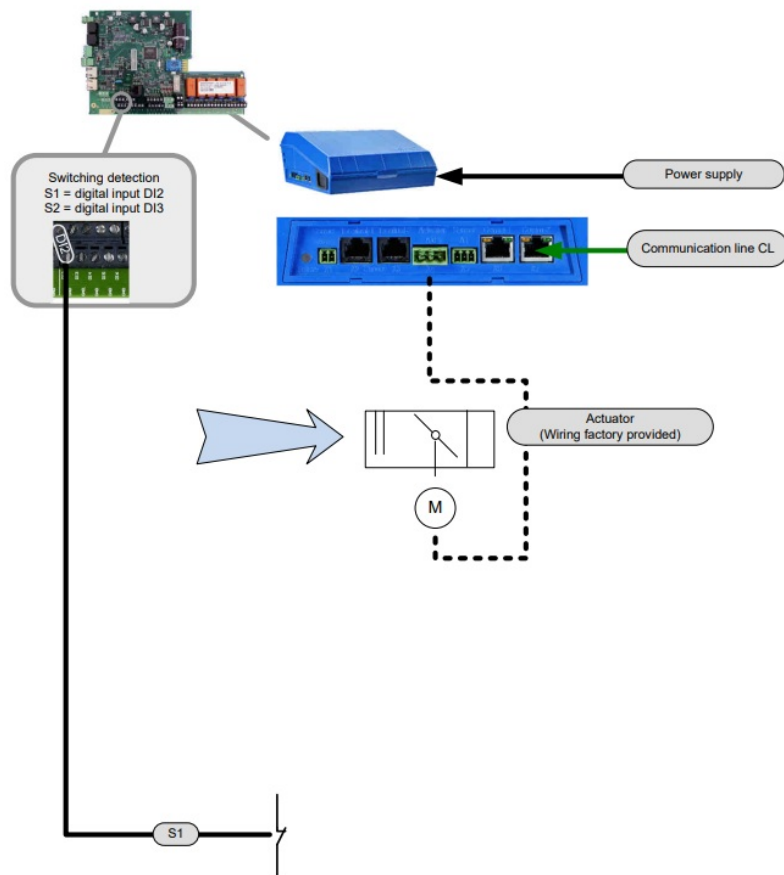 Switching detection
S1 = digital input DI2
S2 = digital input DI3
DI2
Power supply
Communication line CL
Actuator
(Wiring factory provided)
M
S1